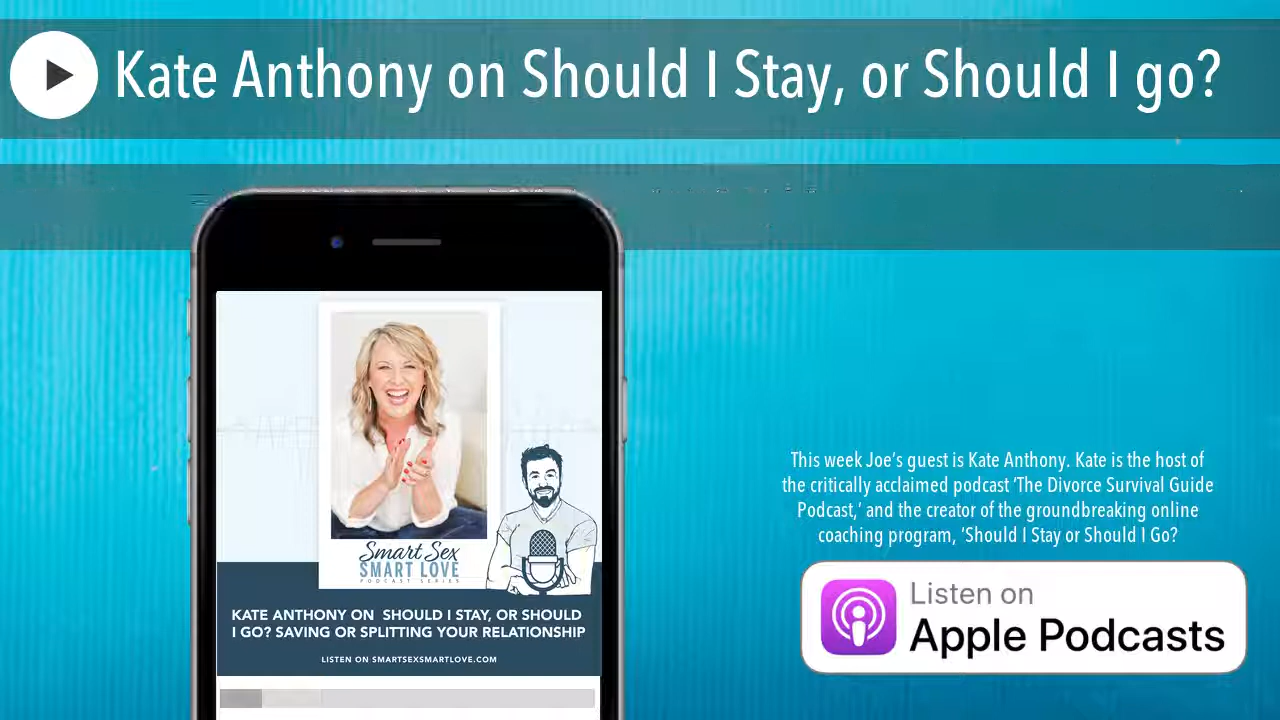 Kate Anthony on Should I Stay, or Should I go?
Smart Sex
SMART LOVE
PODCAST SERIES
KATE ANTHONY ON SHOULD I STAY, OR SHOULD
I GO? SAVING OR SPLITTING YOUR RELATIONSHIP
LISTEN ON SMARTSEXSMARTLOVE.COM
This week Joe's guest is Kate Anthony. Kate is the host of
the critically acclaimed podcast ‘The Divorce Survival Guide
Podcast,’ and the creator of the groundbreaking online
coaching program, ‘Should I Stay or Should I Go?
Listen on
Apple Podcasts